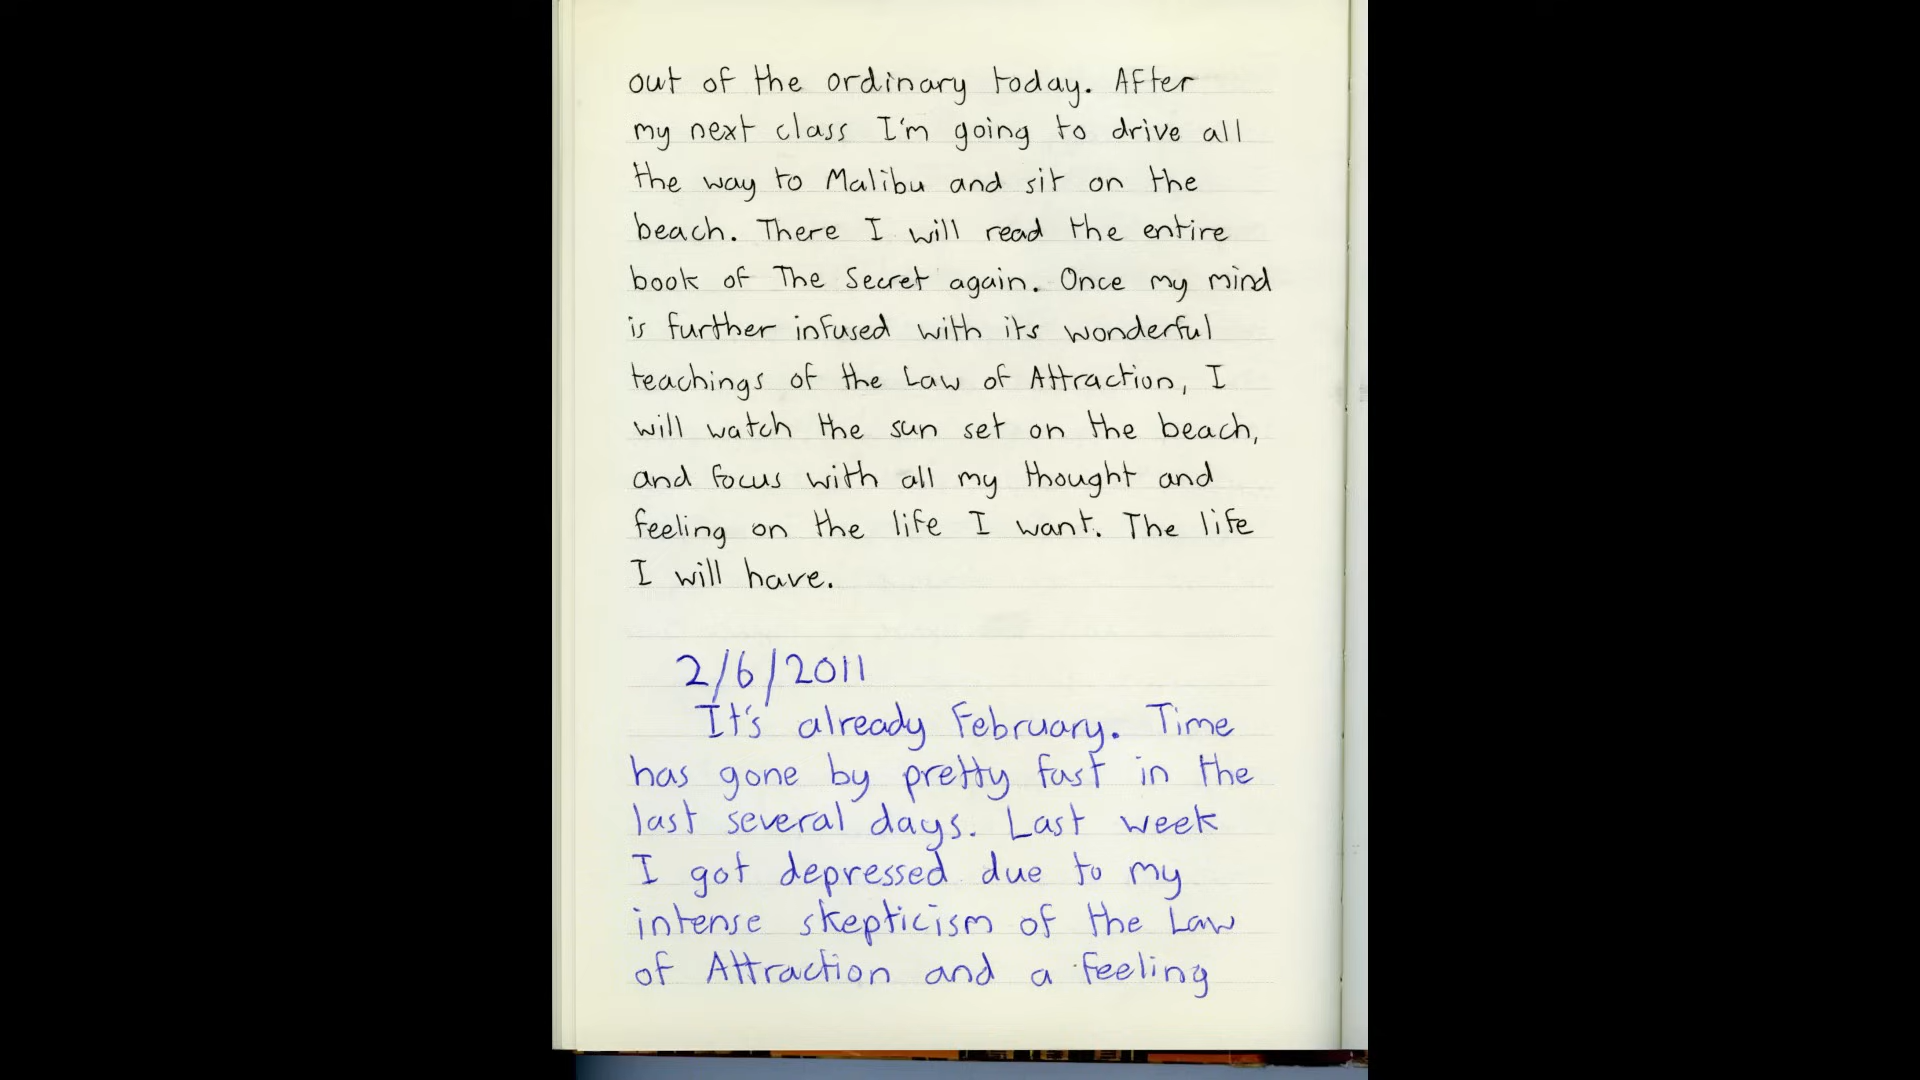 out of the ordinary today. After
my next class I'm going to drive all
the way to Malibu and sit on the
beach. There I will read the entire
book of The Secret again. Once my mind
is further infused with its wonderful
teachings of the Law of Attraction, I
will watch the sun set on the beach,
and focus with all my thought and
feeling on the life I want. The life
I will have.
2/6/2011
It's already February. Time
has gone by pretty fast in the
last several days. Last week
I got depressed due to my
intense skepticism of the Law
of Attraction and a feeling